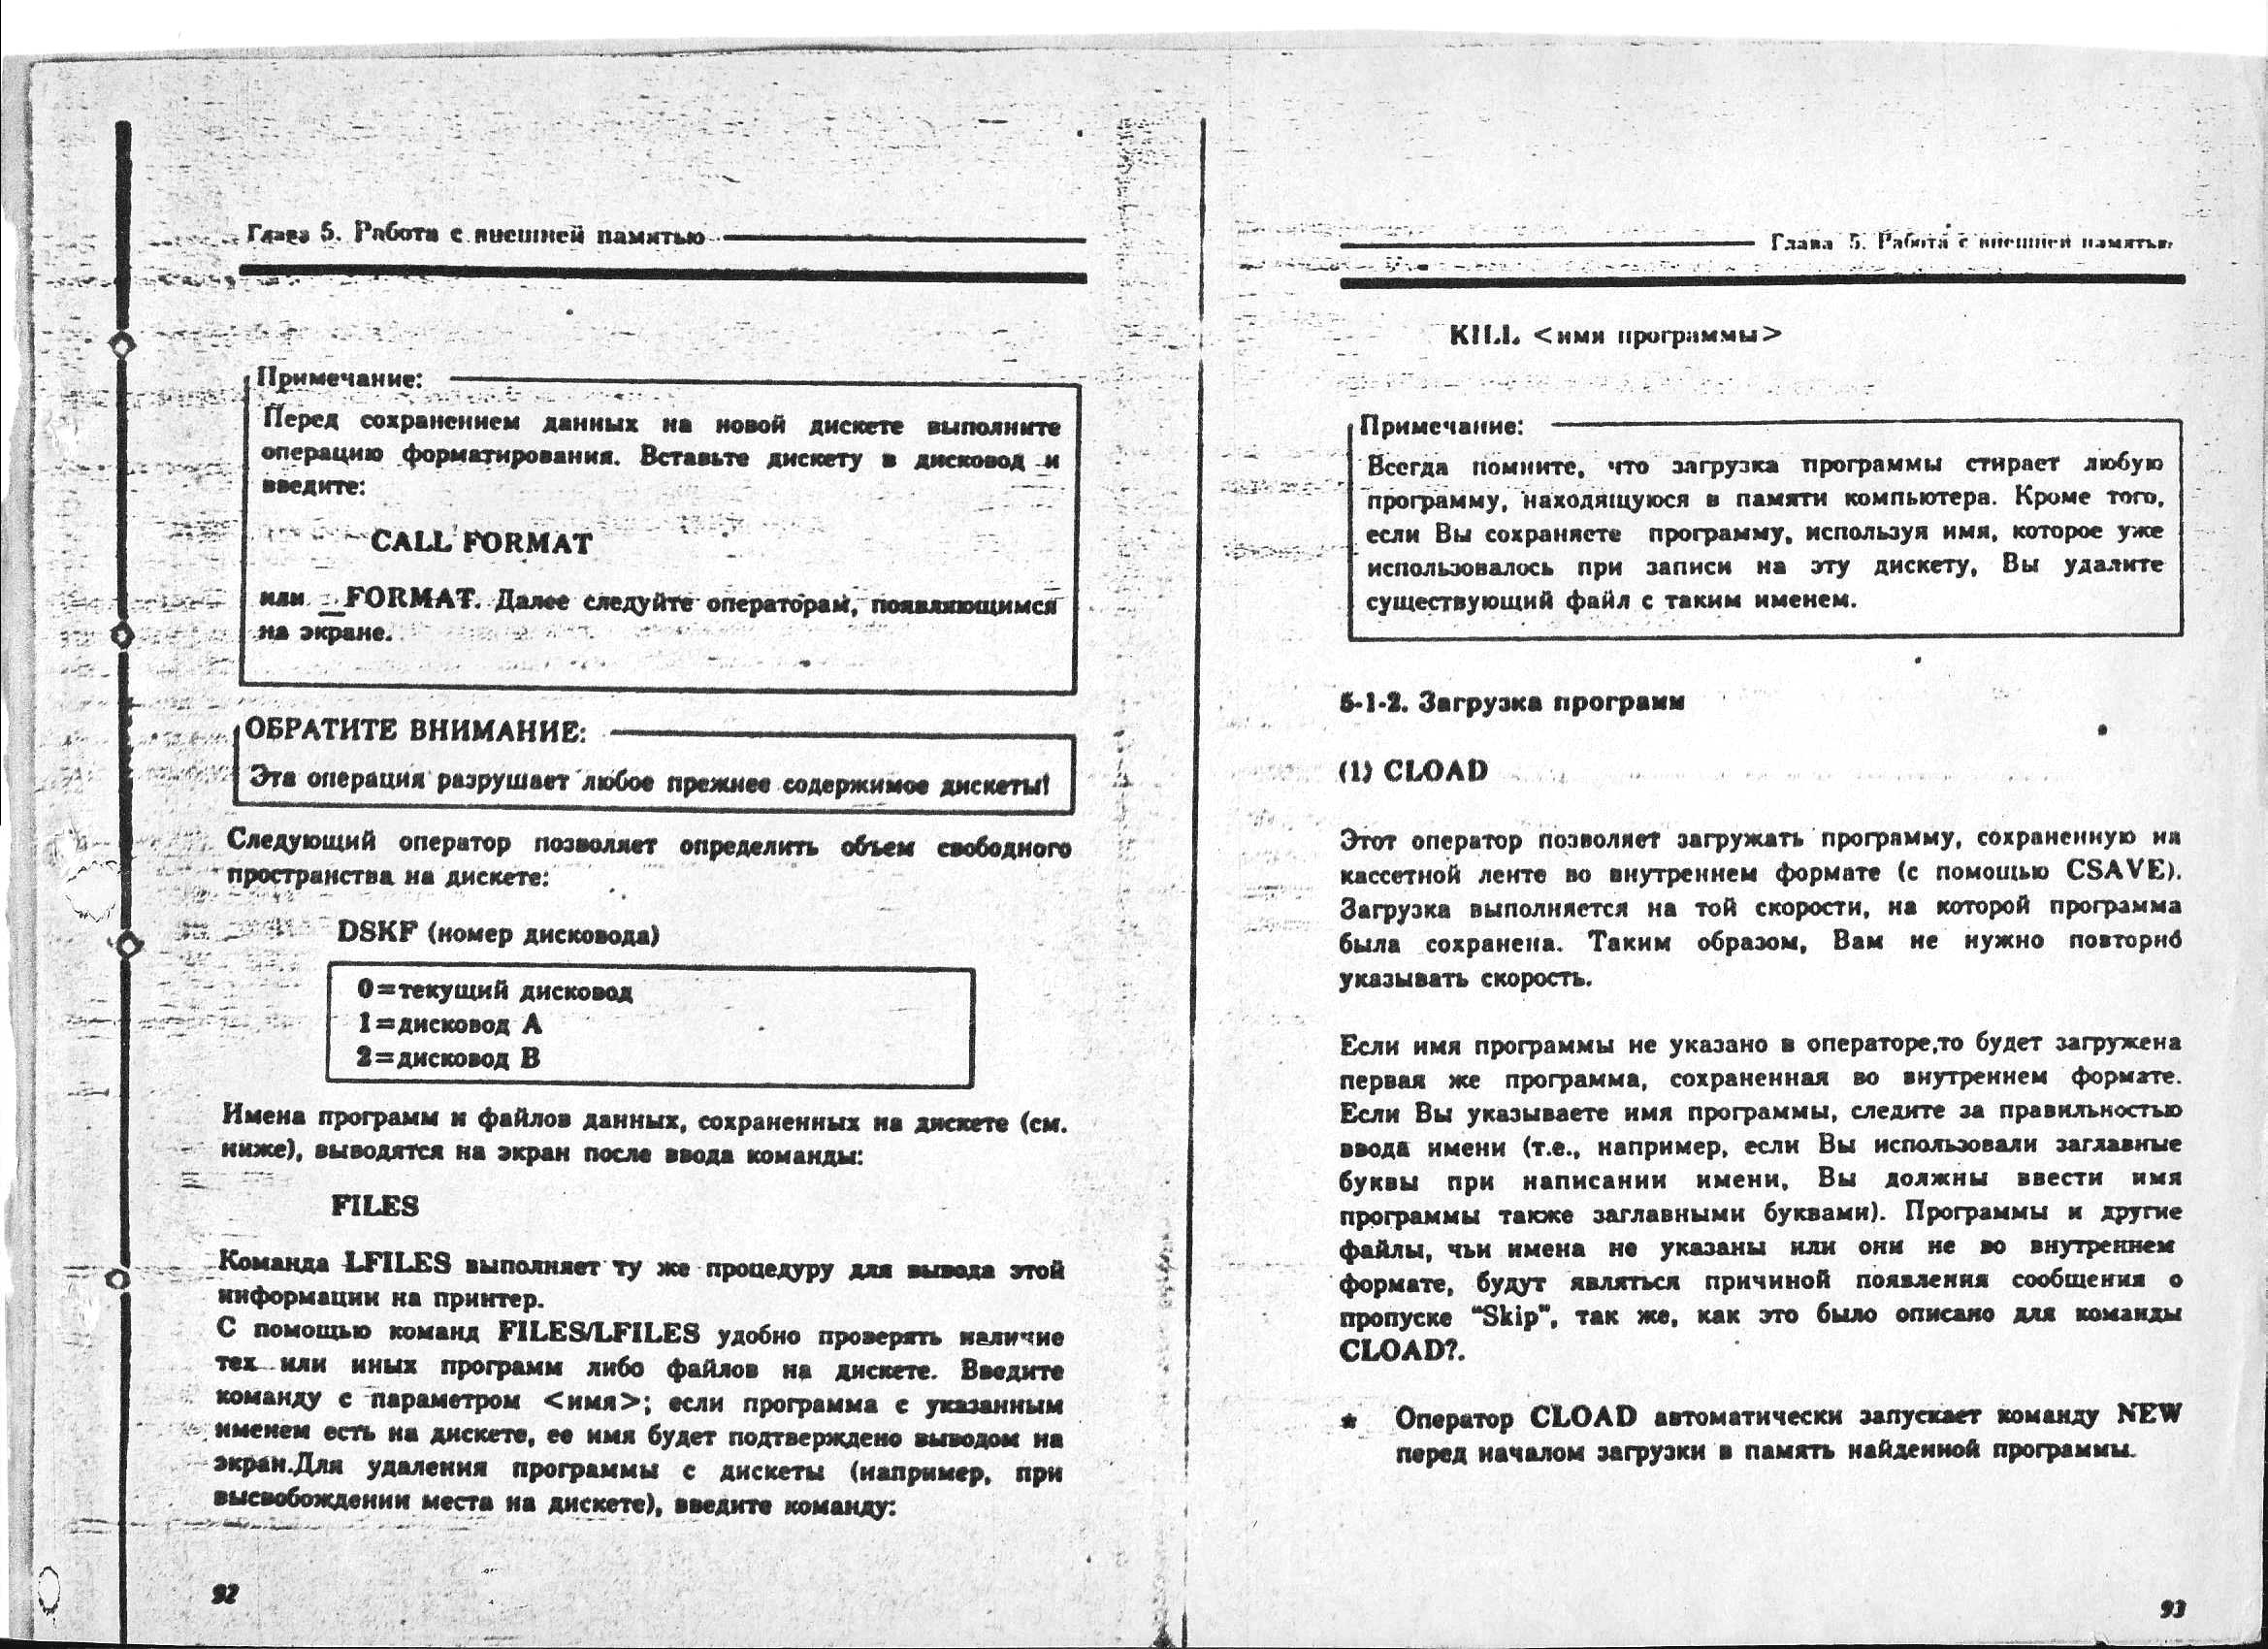 Глава 5. Работа с внешней памятью
Примечание:
Перед сохранением данных на новой дискете выполните
операцию форматирования. Вставьте дискету в дисковод и
введите:
CALL FORMAT
или _FORMAT. Далее следуйте операторам, появляющимся
на экране.
ОБРАТИТЕ ВНИМАНИЕ:
Эта операция разрушает любое прежнее содержимое дискеты!
Следующий оператор позволяет определить объем свободного
пространства на дискете:
DSKF (номер дисковода)
0=текущий дисковод
1=дисковод A
2=дисковод B
Имена программ и файлов данных, сохраненных на дискете (см.
ниже), выводятся на экран после ввода команды:
FILES
Команда LFILES выполняет ту же процедуру для вывода этой
информации на принтер.
С помощью команд FILES/LFILES удобно проверять наличие
тех или иных программ либо файлов на дискете. Введите
команду с параметром <имя>; если программа с указанным
именем есть на дискете, ее имя будет подтверждено выводом на
экран.Для удаления программы с дискеты (например, при
высвобождении места на дискете), введите команду:
92
Глава 5. Работа с внешней памятью
KILL <имя программы>
Примечание:
Всегда помните, что загрузка программы стирает любую
программу, находящуюся в памяти компьютера. Кроме того,
если Вы сохраняете программу, используя имя, которое уже
использовалось при записи на эту дискету, Вы удалите
существующий файл с таким именем.
5-1-2. Загрузка программ
(1) CLOAD
Этот оператор позволяет загружать программу, сохраненную на
кассетной ленте во внутреннем формате (с помощью CSAVE).
Загрузка выполняется на той скорости, на которой программа
была сохранена. Таким образом, Вам не нужно повторно
указывать скорость.
Если имя программы не указано в операторе,то будет загружена
первая же программа, сохраненная во внутреннем формате.
Если Вы указываете имя программы, следите за правильностью
ввода имени (т.е., например, если Вы использовали заглавные
буквы при написании имени, Вы должны ввести имя
программы также заглавными буквами). Программы и другие
файлы, чьи имена не указаны или они не во внутреннем
формате, будут являться причиной появления сообщения о
пропуске "Skip", так же, как это было описано для команды
CLOAD?.
★ Оператор CLOAD автоматически запускает команду NEW
перед началом загрузки в память найденной программы.
93